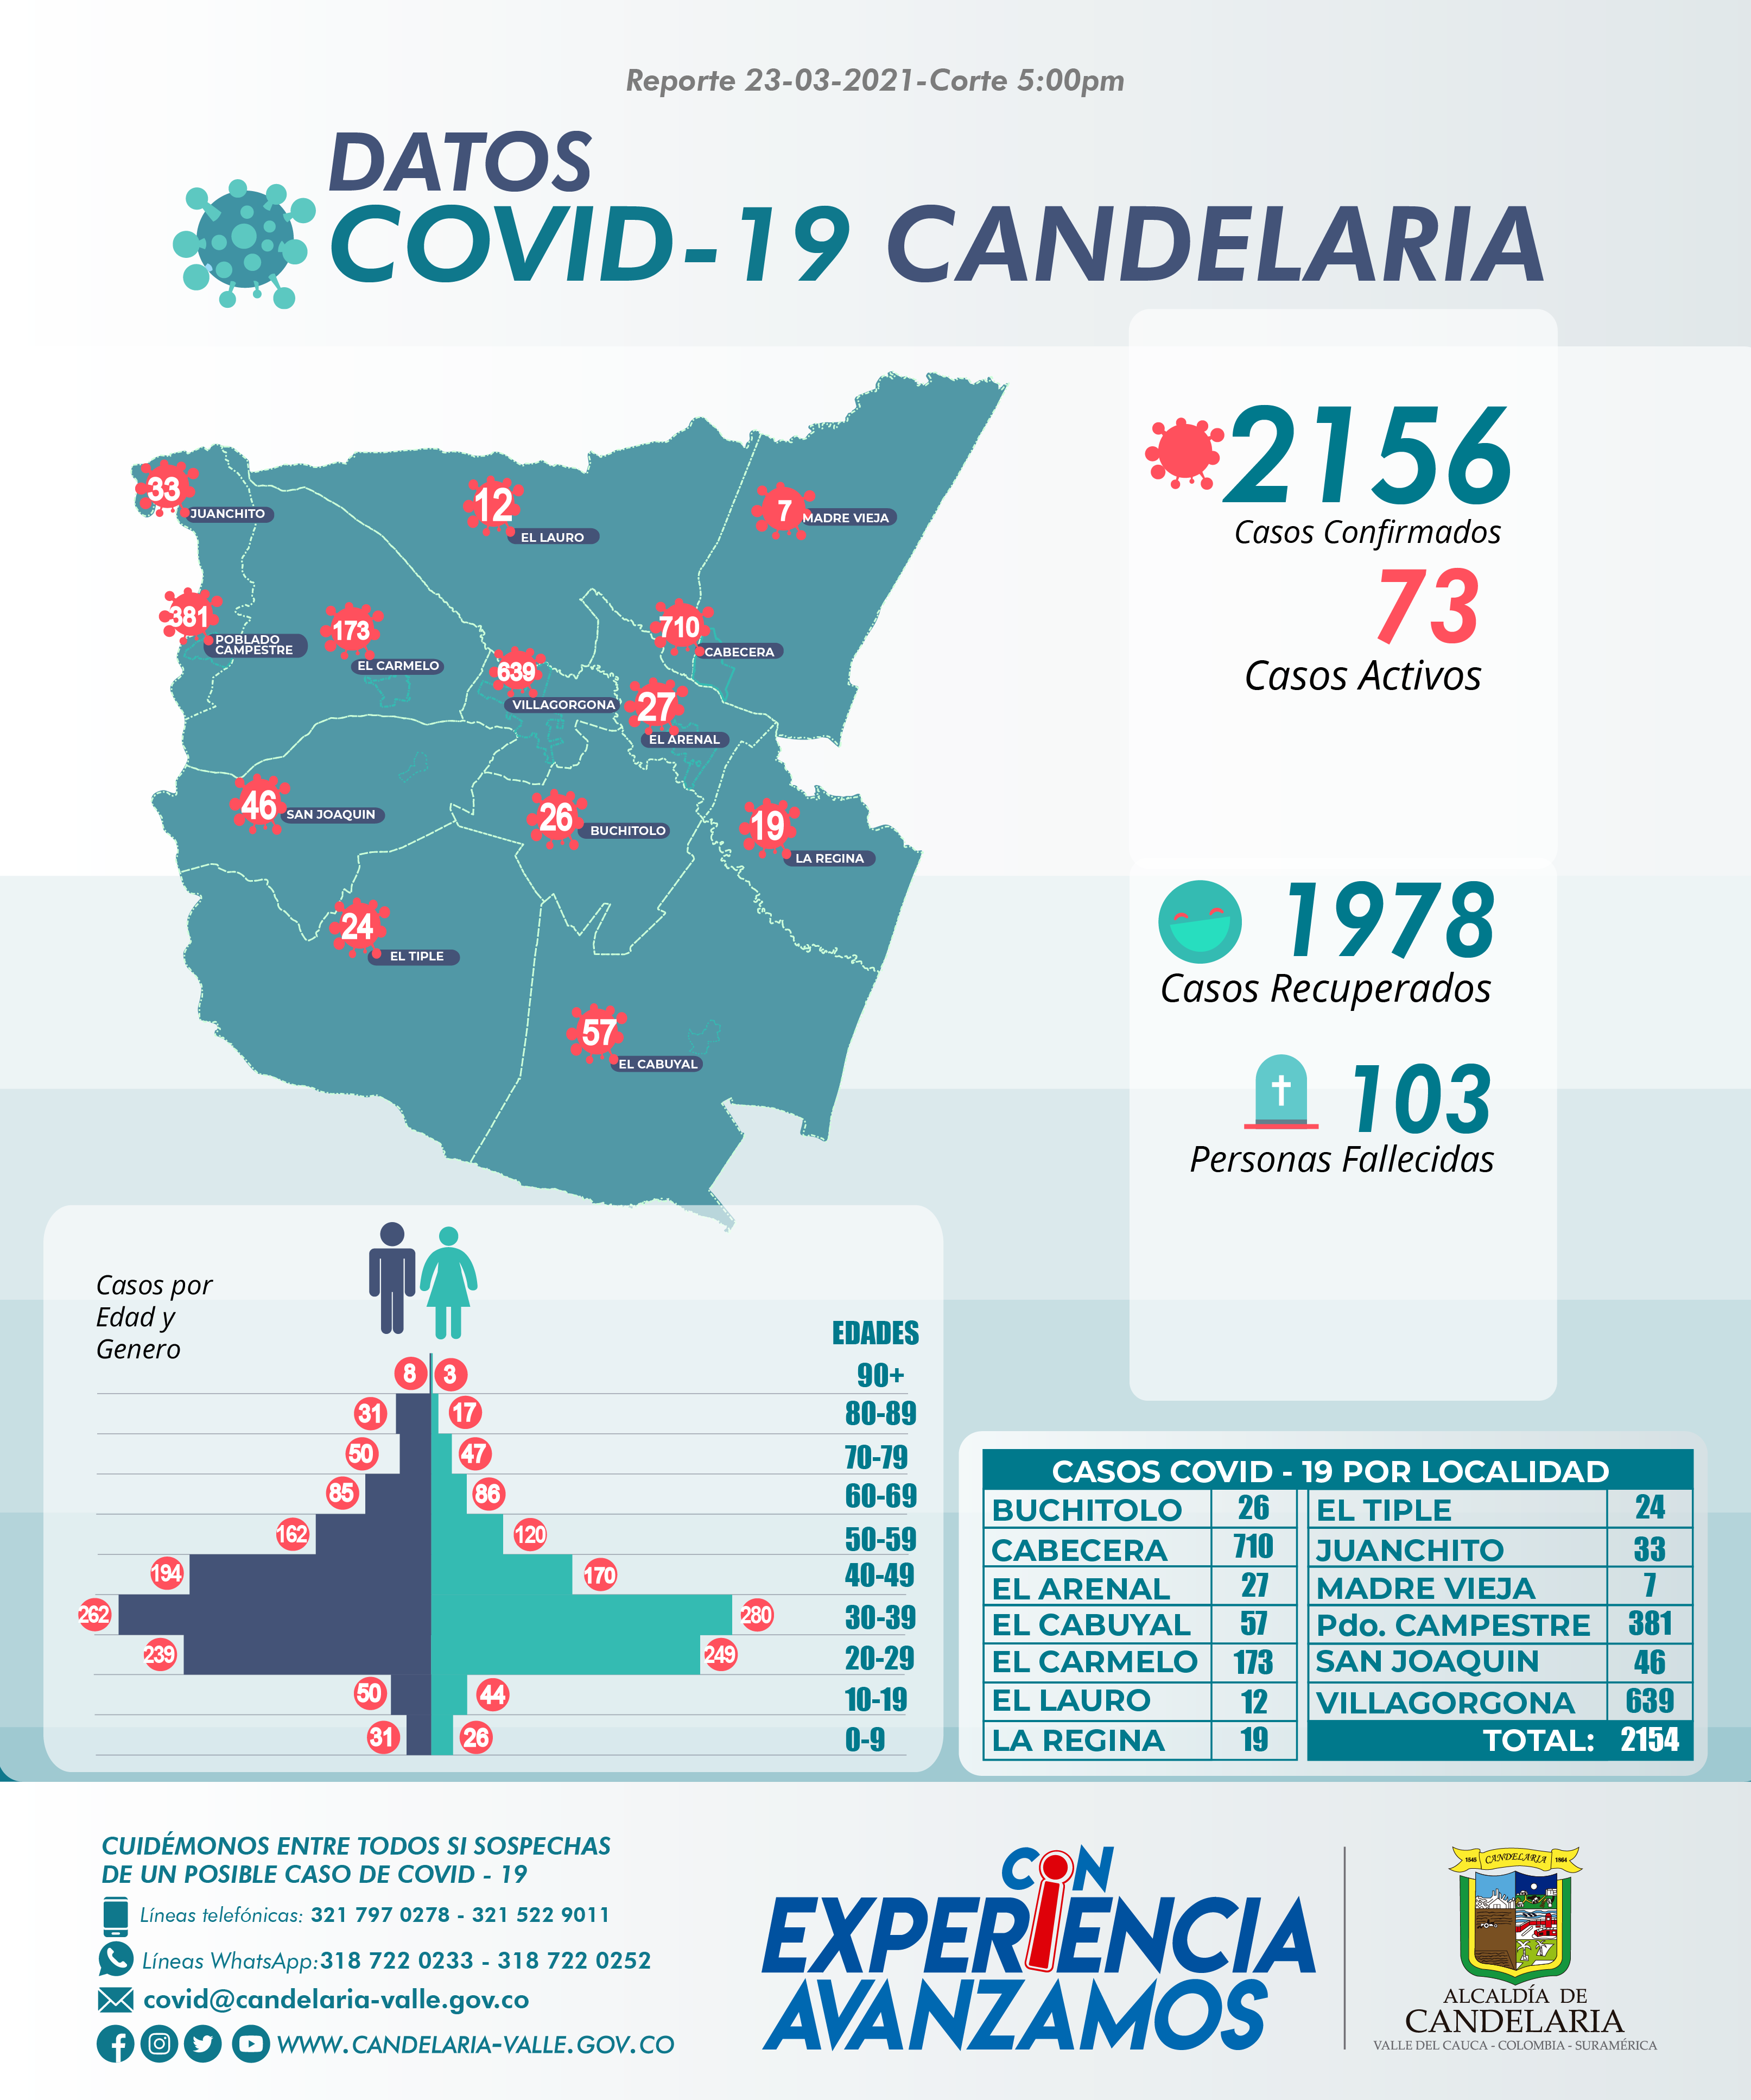 Reporte 23-03-2021-Corte 5:00pm
DATOS
COVID-19 CANDELARIA
2156
Casos Confirmados
73
Casos Activos
1978
Casos Recuperados
103
Personas Fallecidas
33
JUANCHITO
12
EL LAURO
7
MADRE VIEJA
381
POBLADO
CAMPESTRE
173
EL CARMELO
639
VILLAGORGONA
710
CABECERA
27
EL ARENAL
46
SAN JOAQUIN
26
BUCHITOLO
19
LA REGINA
24
EL TIPLE
57
EL CABUYAL
Casos por
Edad y
Genero
EDADES
8 3 90+
31 17 80-89
50 47 70-79
85 86 60-69
162 120 50-59
194 170 40-49
262 280 30-39
239 249 20-29
50 44 10-19
31 26 0-9
CASOS COVID - 19 POR LOCALIDAD
BUCHITOLO 26 EL TIPLE 24
CABECERA 710 JUANCHITO 33
EL ARENAL 27 MADRE VIEJA 7
EL CABUYAL 57 Pdo. CAMPESTRE 381
EL CARMELO 173 SAN JOAQUIN 46
EL LAURO 12 VILLAGORGONA 639
LA REGINA 19 TOTAL: 2154
CUIDÉMONOS ENTRE TODOS SI SOSPECHAS
DE UN POSIBLE CASO DE COVID - 19
Líneas telefónicas: 321 797 0278 - 321 522 9011
Líneas WhatsApp:318 722 0233 - 318 722 0252
covid@candelaria-valle.gov.co
WWW.CANDELARIA-VALLE.GOV.CO
CON
EXPERIENCIA
AVANZAMOS
1545 CANDELARIA 1864
ALCALDÍA DE
CANDELARIA
VALLE DEL CAUCA - COLOMBIA - SURAMÉRICA